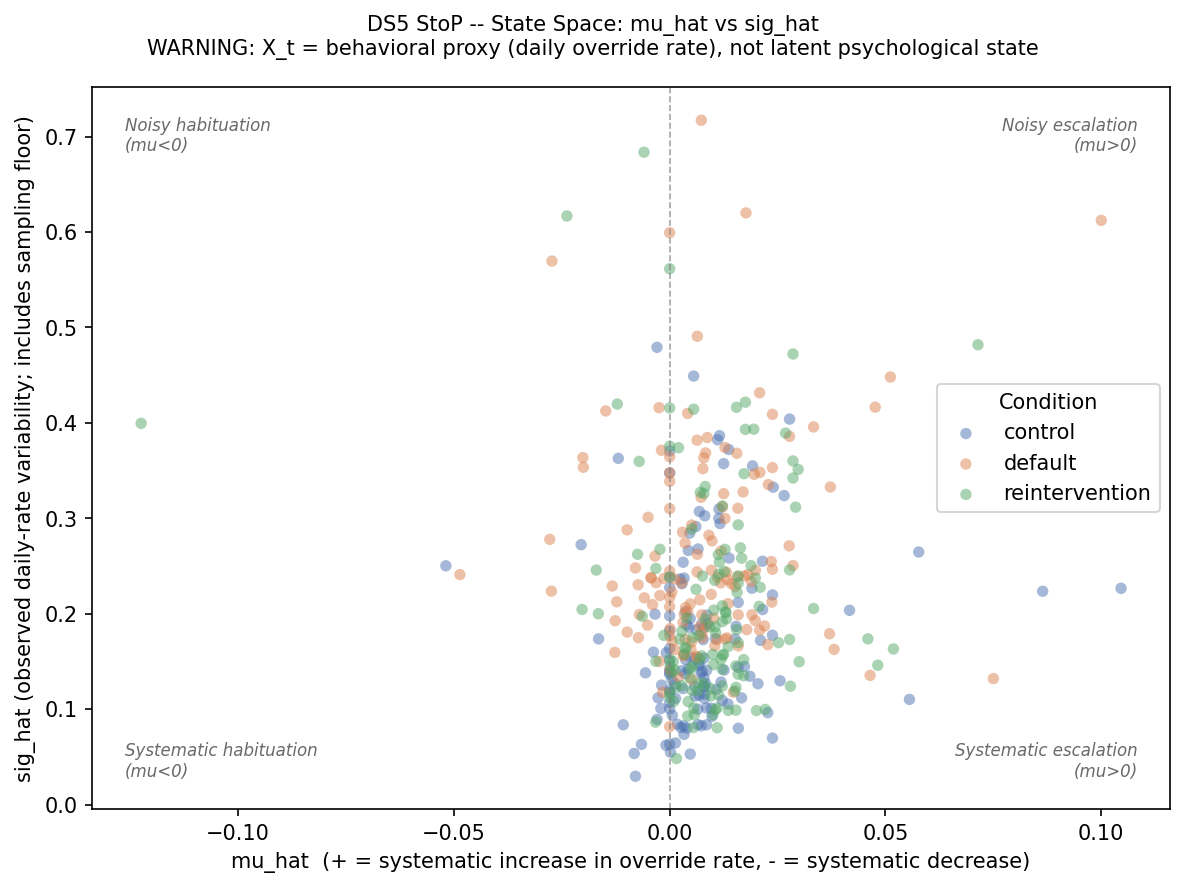 DS5 StoP -- State Space: mu_hat vs sig_hat
WARNING: X_t = behavioral proxy (daily override rate), not latent psychological state
sig_hat (observed daily-rate variability; includes sampling floor)
0.7
0.6
0.5
0.4
0.3
0.2
0.1
0.0
Noisy habituation
(mu<0)
Noisy escalation
(mu>0)
Condition
control
default
reintervention
Systematic habituation
(mu<0)
Systematic escalation
(mu>0)
−0.10
−0.05
0.00
0.05
0.10
mu_hat  (+ = systematic increase in override rate, - = systematic decrease)